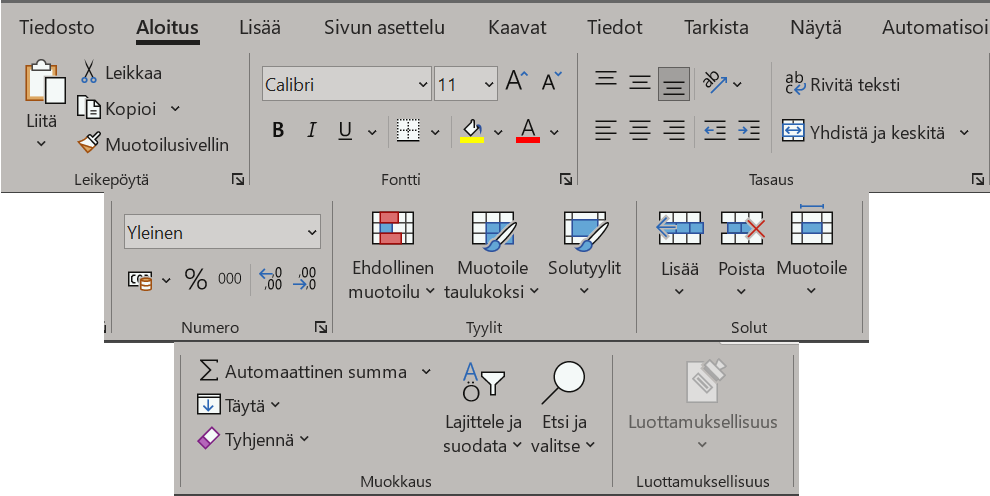 Tiedosto Aloitus Lisää Sivun asettelu Kaavat Tiedot Tarkista Näytä Automatisoi
Liitä
Leikkaa
Kopioi
Muotoilusivellin
Leikepöytä
Calibri 11 A A
B I U A
Fontti
ab Rivitä teksti
Yhdistä ja keskitä
Tasaus
Yleinen
% 000 0 ,00 ,00 ,0
Numero
Ehdollinen
muotoilu
Muotoile
taulukoksi
Solutyylit
Tyylit
Lisää
Poista
Muotoile
Solut
Σ Automaattinen summa
Täytä
Tyhjennä
A
Ö
Lajittele ja
suodata
Etsi ja
valitse
Muokkaus
Luottamuksellisuus
Luottamuksellisuus